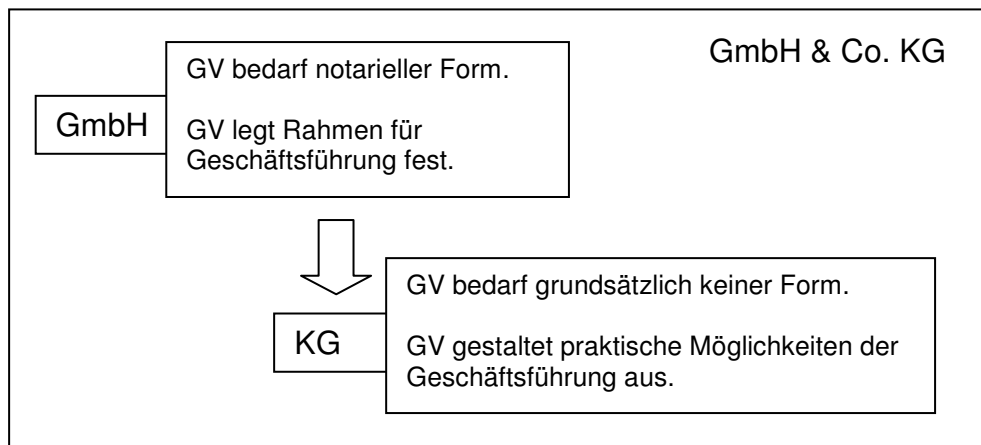 GmbH & Co. KG
GmbH
GV bedarf notarieller Form.
GV legt Rahmen für
Geschäftsführung fest.
KG
GV bedarf grundsätzlich keiner Form.
GV gestaltet praktische Möglichkeiten der
Geschäftsführung aus.